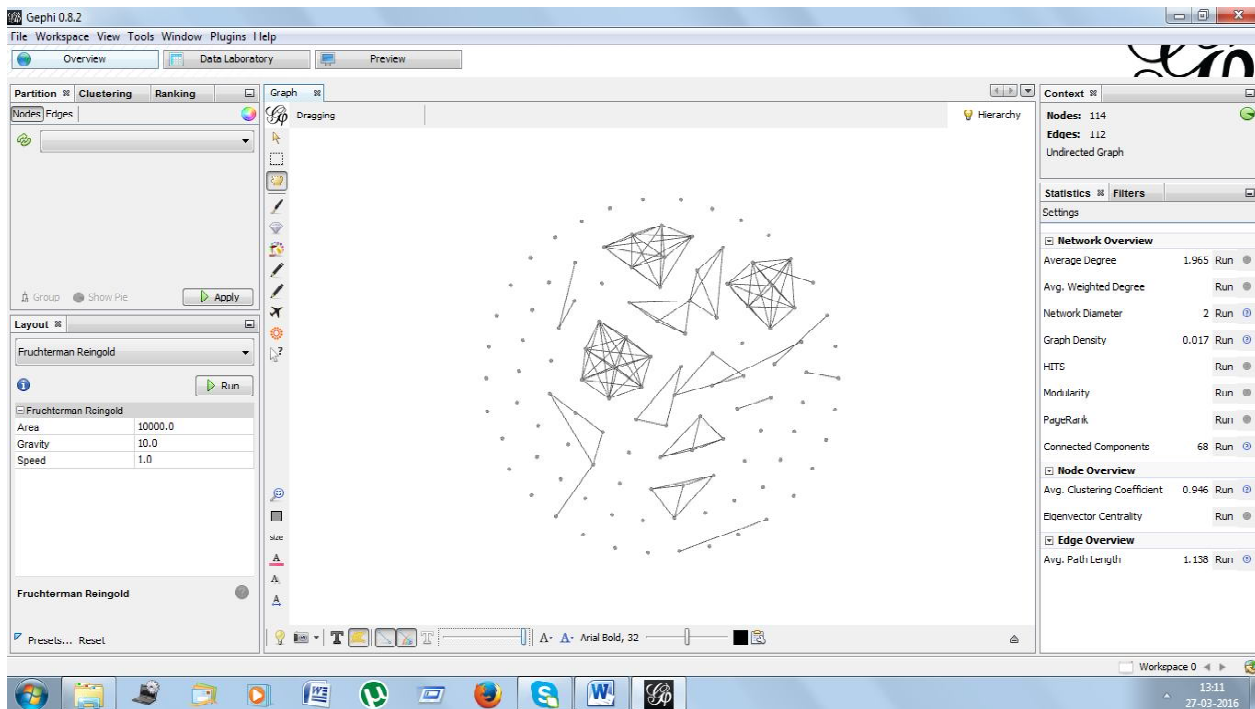 Gephi 0.8.2
File Workspace View Tools Window Plugins Help
Overview Data Laboratory Preview
Partition Clustering Ranking
Nodes Edges
Group Show Pie Apply
Layout
Fruchterman Reingold
Run
Fruchterman Reingold
Area 10000.0
Gravity 10.0
Speed 1.0
Fruchterman Reingold
Presets... Reset
Graph
Dragging
Hierarchy
size
A
A
A
T T A- A- Arial Bold, 32
Context
Nodes: 114
Edges: 112
Undirected Graph
Statistics Filters
Settings
Network Overview
Average Degree 1.965 Run
Avg. Weighted Degree Run
Network Diameter 2 Run
Graph Density 0.017 Run
HITS Run
Modularity Run
PageRank Run
Connected Components 68 Run
Node Overview
Avg. Clustering Coefficient 0.946 Run
Eigenvector Centrality Run
Edge Overview
Avg. Path Length 1.138 Run
Workspace 0
13:11
27-03-2016